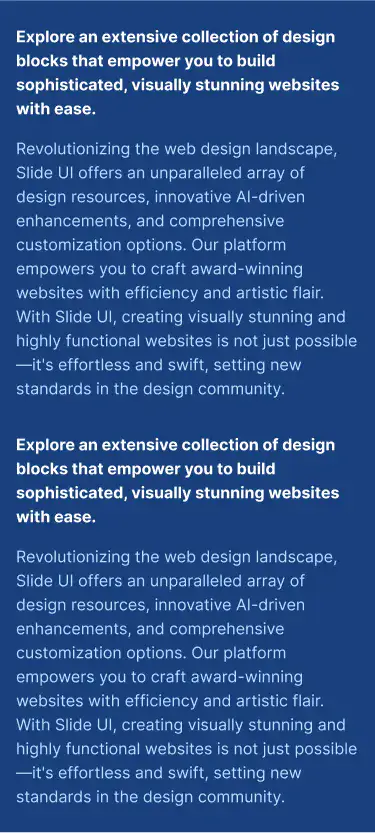 Explore an extensive collection of design
blocks that empower you to build
sophisticated, visually stunning websites
with ease.
Revolutionizing the web design landscape,
Slide UI offers an unparalleled array of
design resources, innovative AI-driven
enhancements, and comprehensive
customization options. Our platform
empowers you to craft award-winning
websites with efficiency and artistic flair.
With Slide UI, creating visually stunning and
highly functional websites is not just possible
—it's effortless and swift, setting new
standards in the design community.
Explore an extensive collection of design
blocks that empower you to build
sophisticated, visually stunning websites
with ease.
Revolutionizing the web design landscape,
Slide UI offers an unparalleled array of
design resources, innovative AI-driven
enhancements, and comprehensive
customization options. Our platform
empowers you to craft award-winning
websites with efficiency and artistic flair.
With Slide UI, creating visually stunning and
highly functional websites is not just possible
—it's effortless and swift, setting new
standards in the design community.